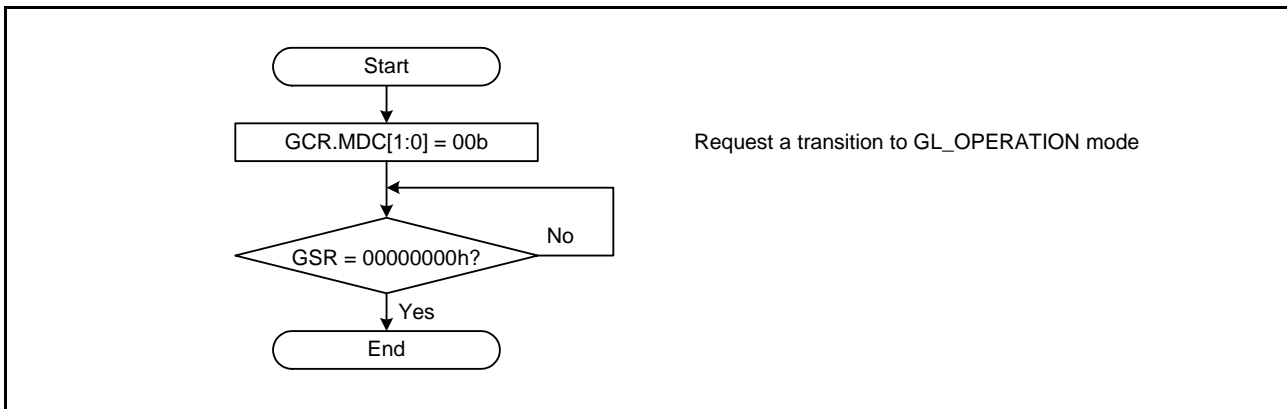 Start
GCR.MDC[1:0] = 00b
Request a transition to GL_OPERATION mode
No
GSR = 00000000h?
Yes
End